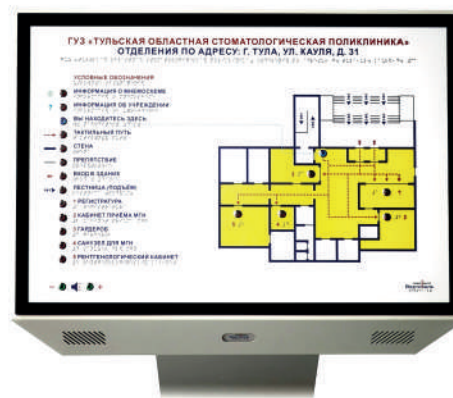 ГУЗ «ТУЛЬСКАЯ ОБЛАСТНАЯ СТОМАТОЛОГИЧЕСКАЯ ПОЛИКЛИНИКА»
ОТДЕЛЕНИЯ ПО АДРЕСУ: Г. ТУЛА, УЛ. КАУЛЯ, Д. 31
УСЛОВНЫЕ ОБОЗНАЧЕНИЯ
ИНФОРМАЦИЯ О МНЕМОСХЕМЕ
ИНФОРМАЦИЯ ОБ УЧРЕЖДЕНИИ
ВЫ НАХОДИТЕСЬ ЗДЕСЬ
ТАКТИЛЬНЫЙ ПУТЬ
СТЕНА
ПРЕПЯТСТВИЕ
ВХОД В ЗДАНИЕ
ЛЕСТНИЦА (ПОДЪЁМ)
1 РЕГИСТРАТУРА
2 КАБИНЕТ ПРИЁМА МГН
3 ГАРДЕРОБ
4 САНУЗЕЛ ДЛЯ МГН
5 РЕНТГЕНОЛОГИЧЕСКИЙ КАБИНЕТ